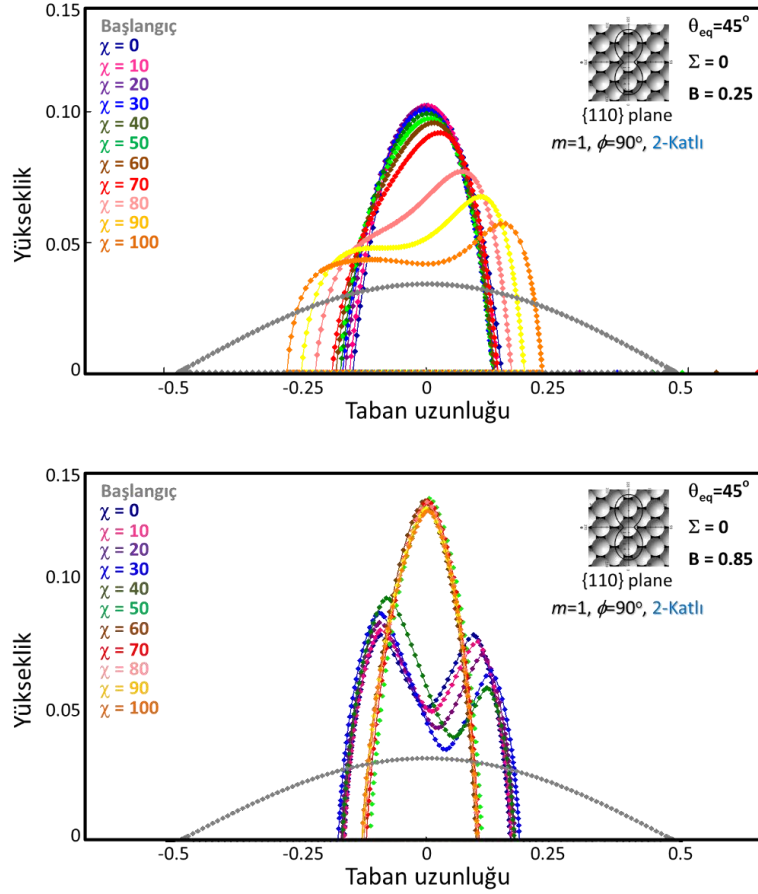 0.15
0.10
0.05
0
Yükseklik
Başlangıç
χ = 0
χ = 10
χ = 20
χ = 30
χ = 40
χ = 50
χ = 60
χ = 70
χ = 80
χ = 90
χ = 100
θeq=45°
Σ = 0
B = 0.25
{110} plane
m=1, ϕ=90°, 2-Katlı
-0.5 -0.25 0 0.25 0.5
Taban uzunluğu
0.15
0.10
0.05
0
Yükseklik
Başlangıç
χ = 0
χ = 10
χ = 20
χ = 30
χ = 40
χ = 50
χ = 60
χ = 70
χ = 80
χ = 90
χ = 100
θeq=45°
Σ = 0
B = 0.85
{110} plane
m=1, ϕ=90°, 2-Katlı
-0.5 -0.25 0 0.25 0.5
Taban uzunluğu